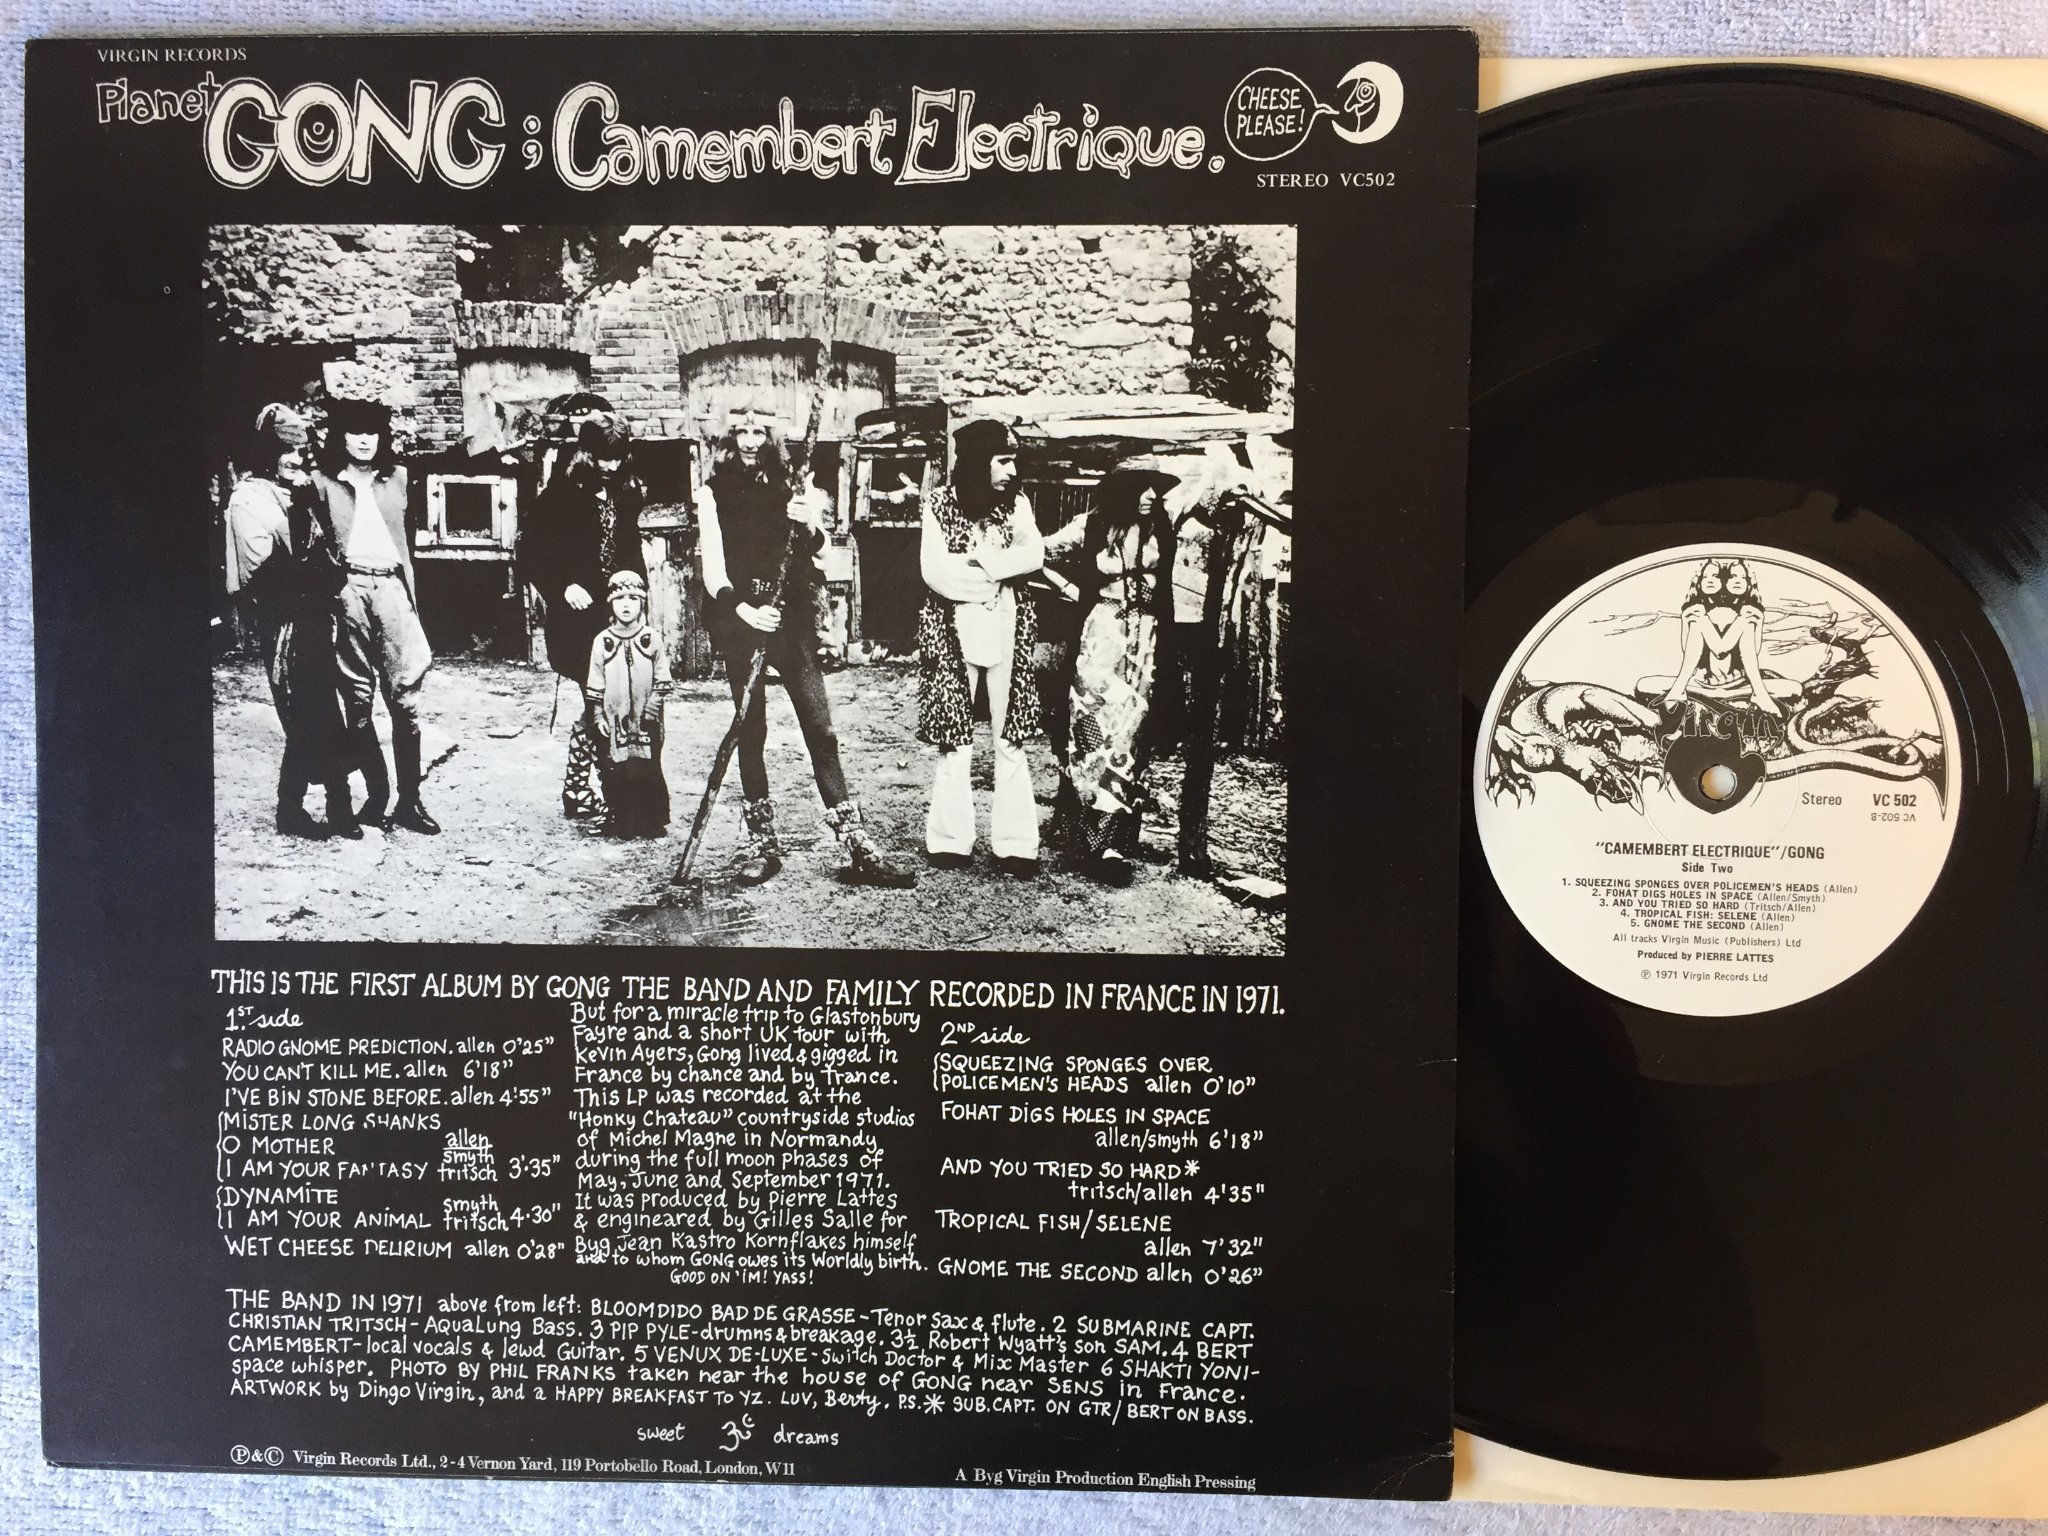 VIRGIN RECORDS
Planet GONG ; Camembert Electrique.
CHEESE
PLEASE!
STEREO VC502
THIS IS THE FIRST ALBUM BY GONG THE BAND AND FAMILY RECORDED IN FRANCE IN 1971.
1.ST side
RADIO GNOME PREDICTION. allen 0'25"
YOU CAN'T KILL ME. allen 6'18"
I'VE BIN STONE BEFORE. allen 4'55"
MISTER LONG SHANKS
O MOTHER allen
smyth
I AM YOUR FANTASY tritsch 3'35"
DYNAMITE smyth
I AM YOUR ANIMAL tritsch 4'30"
WET CHEESE DELIRIUM allen 0'28"
But for a miracle trip to Glastonbury
Fayre and a short UK tour with
Kevin Ayers, Gong lived & gigged in
France by chance and by trance.
This LP was recorded at the
"Honky Chateau" countryside studios
of Michel Magne in Normandy
during the full moon phases of
May, June and September 1971.
It was produced by Pierre Lattes
& engineared by Gilles Salle for
Byg Jean Kastro Kornflakes himself
and to whom GONG owes its Worldly birth.
GOOD ON 'IM! YASS!
2ND side
SQUEEZING SPONGES OVER
POLICEMEN'S HEADS allen 0'10"
FOHAT DIGS HOLES IN SPACE
allen/smyth 6'18"
AND YOU TRIED SO HARD*
tritsch/allen 4'35"
TROPICAL FISH/SELENE
allen 7'32"
GNOME THE SECOND allen 0'26"
THE BAND IN 1971 above from left: BLOOMDIDO BAD DE GRASSE - Tenor Sax & flute. 2 SUBMARINE CAPT.
CHRISTIAN TRITSCH - AquaLung Bass. 3 PIP PYLE - drumns & breakage. 3½ Robert Wyatt's son SAM. 4 BERT
CAMEMBERT - local vocals & lewd Guitar. 5 VENUX DE-LUXE - Switch Doctor & Mix Master 6 SHAKTI YONI -
space whisper. PHOTO BY PHIL FRANKS taken near the house of GONG near SENS in France.
ARTWORK by Dingo Virgin, and a HAPPY BREAKFAST TO YZ. LUV, Berty. P.S.* SUB. CAPT. ON GTR/BERT ON BASS.
sweet dreams
Ⓟ&© Virgin Records Ltd., 2-4 Vernon Yard, 119 Portobello Road, London, W11
A Byg Virgin Production English Pressing
Virgin
Stereo VC 502
VC 502-B
"CAMEMBERT ELECTRIQUE"/GONG
Side Two
1. SQUEEZING SPONGES OVER POLICEMEN'S HEADS (Allen)
2. FOHAT DIGS HOLES IN SPACE (Allen/Smyth)
3. AND YOU TRIED SO HARD (Tritsch/Allen)
4. TROPICAL FISH: SELENE (Allen)
5. GNOME THE SECOND (Allen)
All tracks Virgin Music (Publishers) Ltd
Produced by PIERRE LATTES
Ⓟ 1971 Virgin Records Ltd